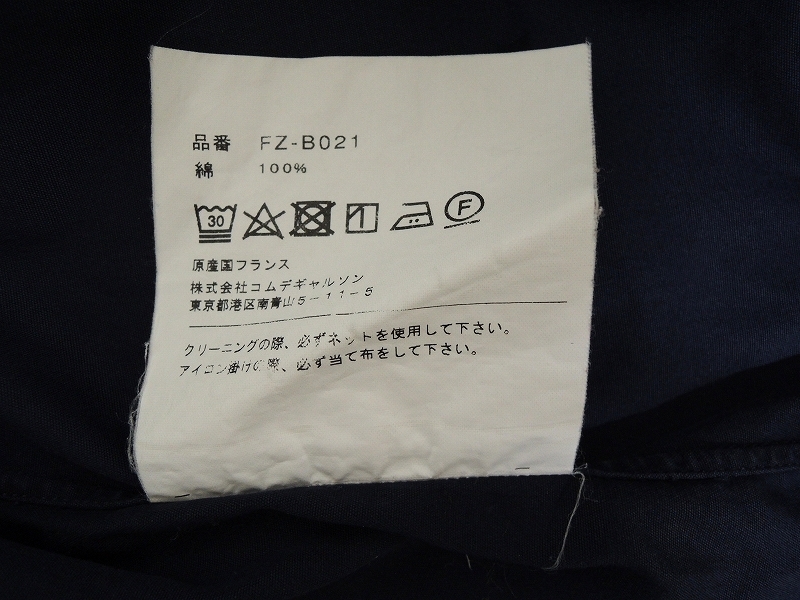 品番 FZ-B021
綿 100%
30 F
原産国フランス
株式会社コムデギャルソン
東京都港区南青山5-11-5
クリーニングの際、必ずネットを使用して下さい。
アイロン掛けの際、必ず当て布をして下さい。